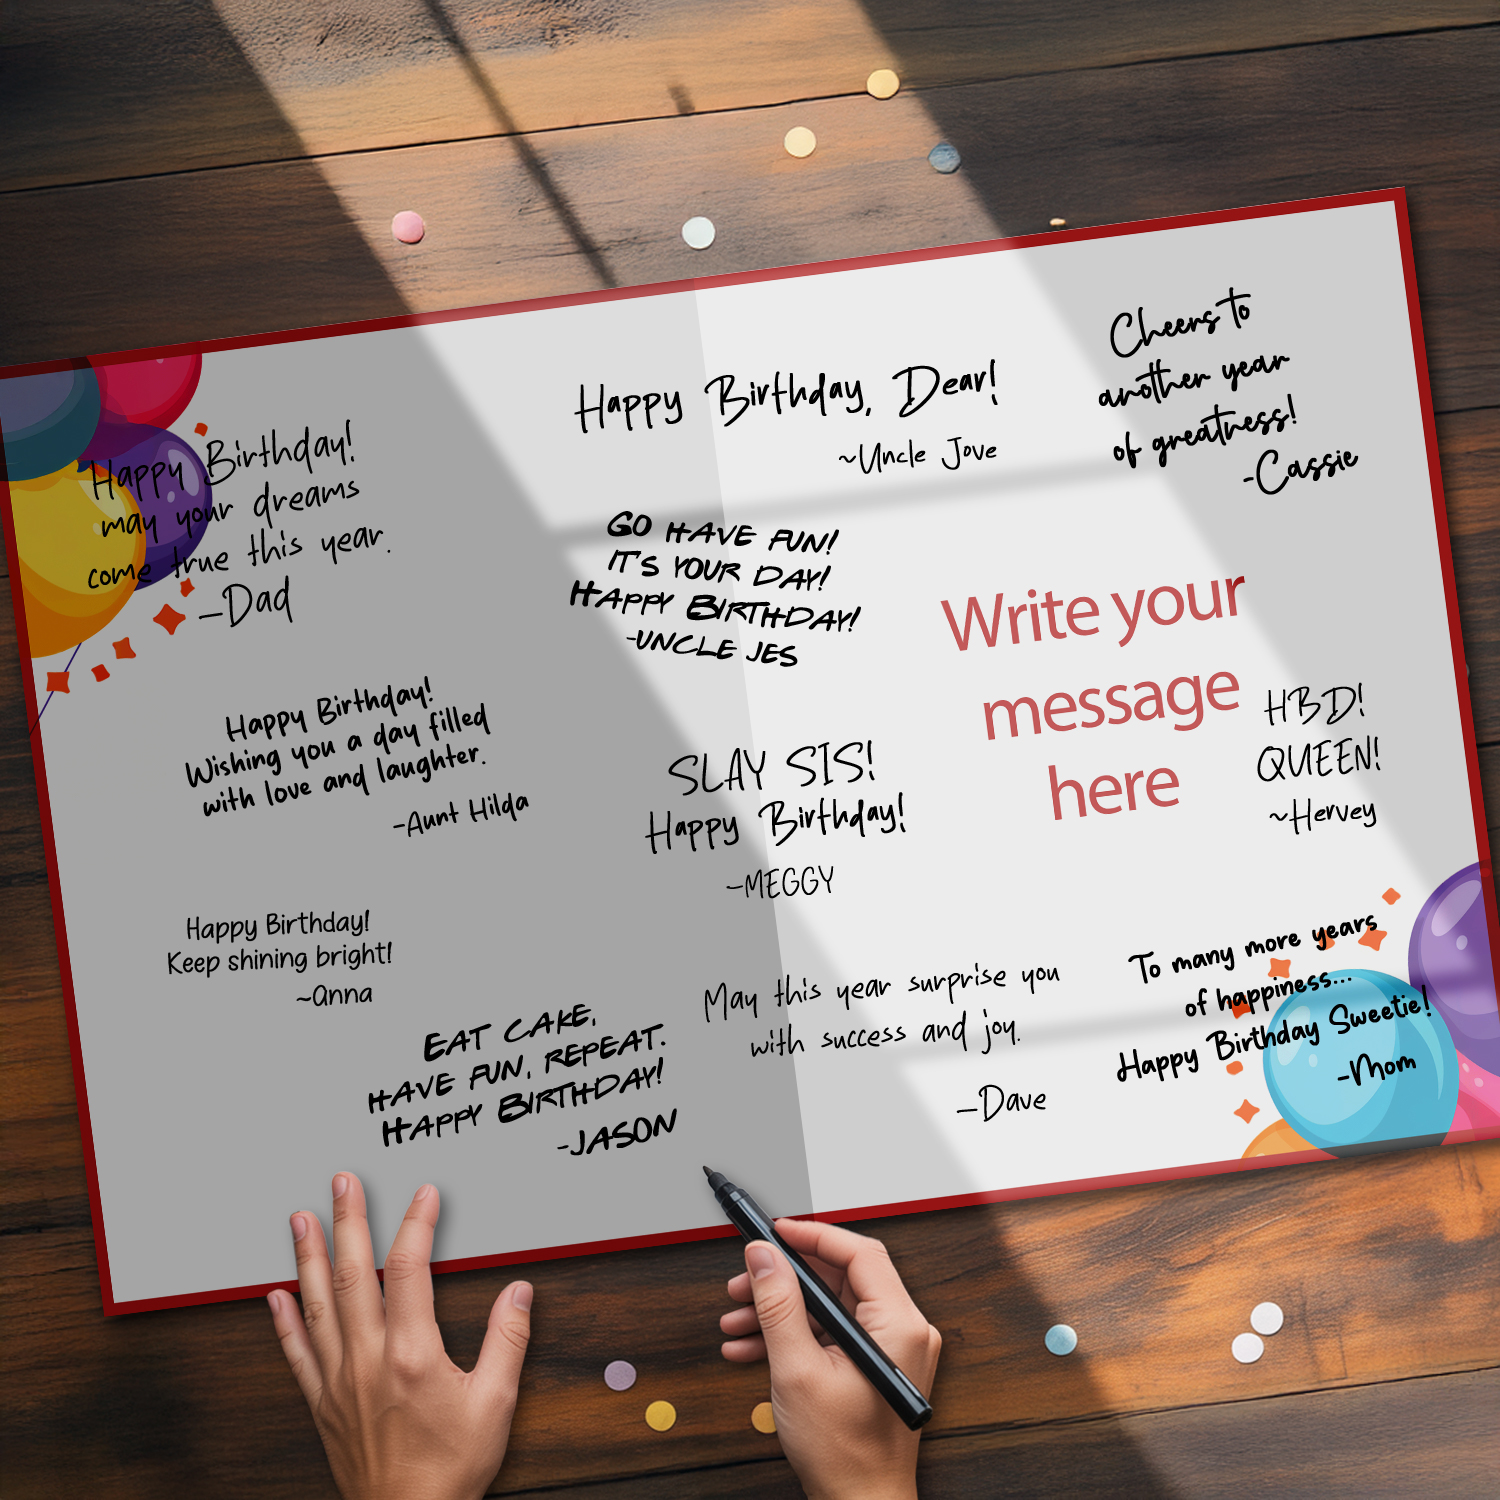 Happy Birthday!
may your dreams
come true this year.
–Dad
Happy Birthday!
Wishing you a day filled
with love and laughter.
-Aunt Hilda
Happy Birthday!
Keep shining bright!
~Anna
EAT CAKE,
HAVE FUN, REPEAT.
HAPPY BIRTHDAY!
-JASON
Happy Birthday, Dear!
~Uncle Jove
GO HAVE FUN!
IT'S YOUR DAY!
HAPPY BIRTHDAY!
-UNCLE JES
SLAY SIS!
Happy Birthday!
–MEGGY
May this year surprise you
with success and joy.
–Dave
Cheers to
another year
of greatness!
-Cassie
Write your
message
here
HBD!
QUEEN!
~Hervey
To many more years
of happiness...
Happy Birthday Sweetie!
-Mom